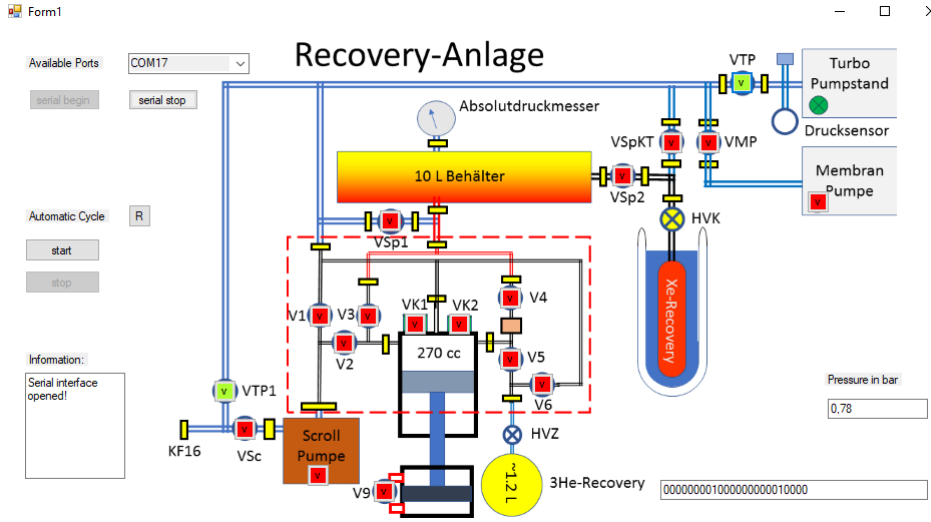 Form1
Recovery-Anlage
Available Ports
COM17
serial begin
serial stop
VTP
V
Turbo
Pumpstand
Absolutdruckmesser
Drucksensor
VSpKT
V
V
VMP
10 L Behälter
V
VSp2
Membran
Pumpe
V
Automatic Cycle
R
V
VSp1
HVK
start
stop
Xe-Recovery
V1
V
V3
V
VK1
V
VK2
V
V
V4
V
V2
270 cc
V
V5
V
V6
Information:
Serial interface
opened!
Pressure in bar
0,78
V
VTP1
KF16
V
VSc
Scroll
Pumpe
V
HVZ
V9
V
~1.2 L
3He-Recovery
000000001000000000010000